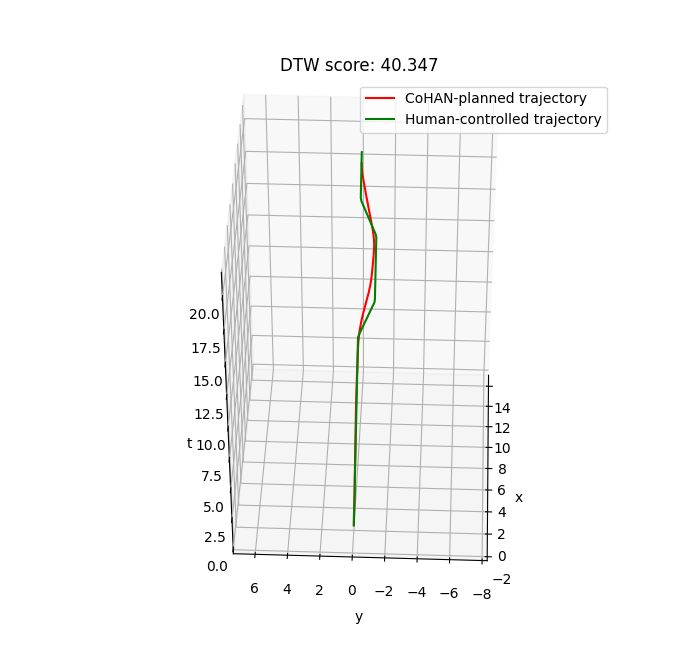 DTW score: 40.347
CoHAN-planned trajectory
Human-controlled trajectory
20.0
17.5
15.0
12.5
10.0
7.5
5.0
2.5
0.0
t
14
12
10
8
6
4
2
0
−2
x
6 4 2 0 −2 −4 −6 −8
y